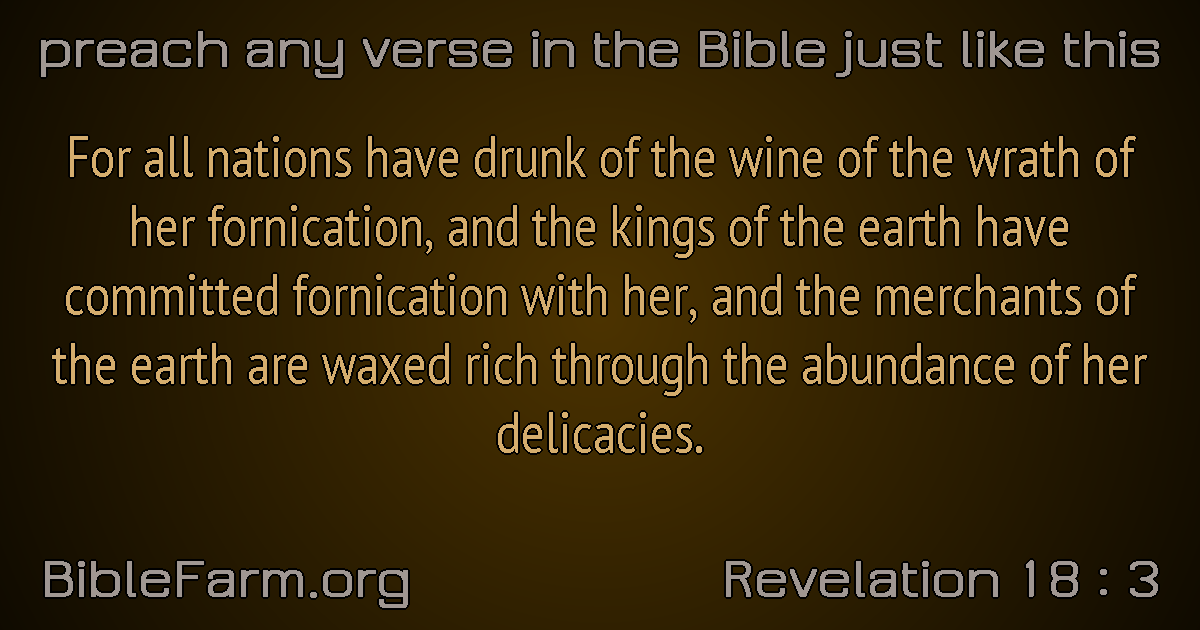 preach any verse in the Bible just like this
For all nations have drunk of the wine of the wrath of
her fornication, and the kings of the earth have
committed fornication with her, and the merchants of
the earth are waxed rich through the abundance of her
delicacies.
BibleFarm.org
Revelation 18 : 3